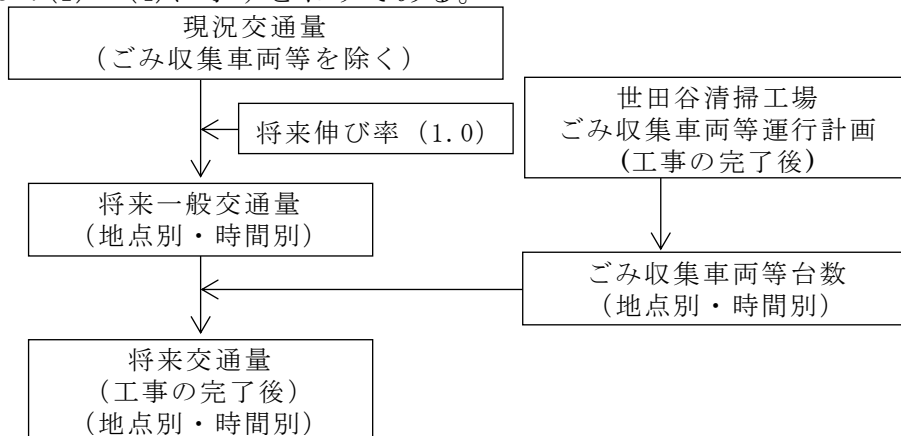 現況交通量
（ごみ収集車両等を除く）
将来伸び率（1.0）
世田谷清掃工場
ごみ収集車両等運行計画
(工事の完了後)
将来一般交通量
（地点別・時間別）
ごみ収集車両等台数
（地点別・時間別）
将来交通量
（工事の完了後）
（地点別・時間別）